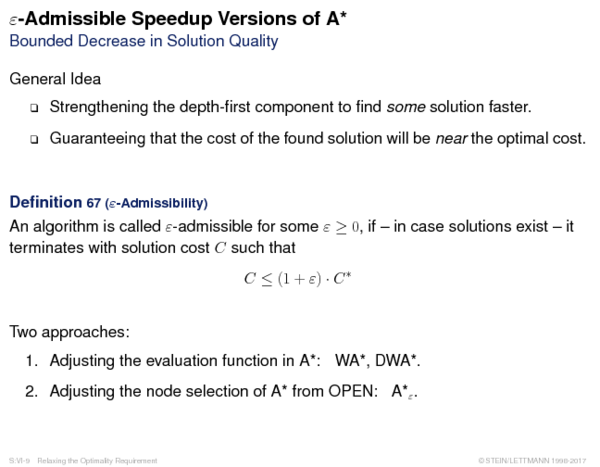 ε-Admissible Speedup Versions of A*
Bounded Decrease in Solution Quality
General Idea
❑ Strengthening the depth-first component to find some solution faster.
❑ Guaranteeing that the cost of the found solution will be near the optimal cost.
Definition 67 (ε-Admissibility)
An algorithm is called ε-admissible for some ε ≥ 0, if – in case solutions exist – it
terminates with solution cost C such that
C ≤ (1 + ε) · C*
Two approaches:
1. Adjusting the evaluation function in A*: WA*, DWA*.
2. Adjusting the node selection of A* from OPEN: A*ε.
S:VI-9 Relaxing the Optimality Requirement
© STEIN/LETTMANN 1998-2017